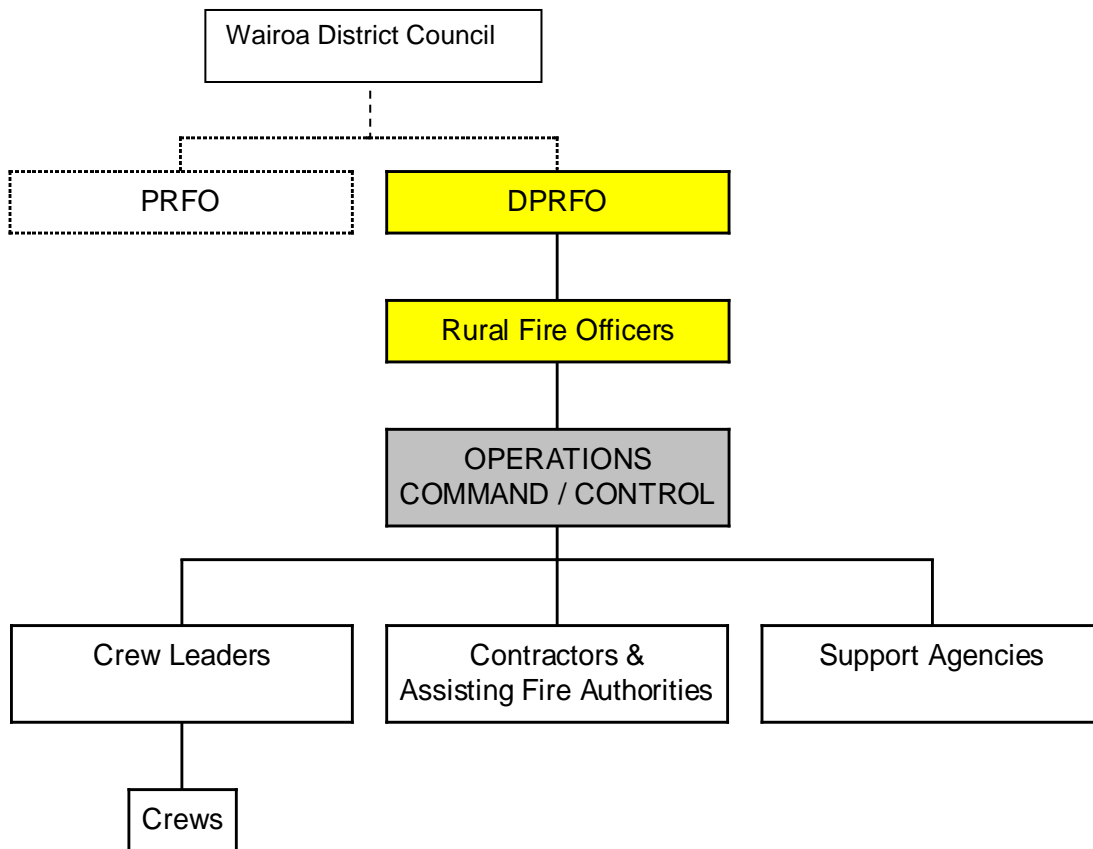 Wairoa District Council
PRFO
DPRFO
Rural Fire Officers
OPERATIONS
COMMAND / CONTROL
Crew Leaders
Contractors &
Assisting Fire Authorities
Support Agencies
Crews